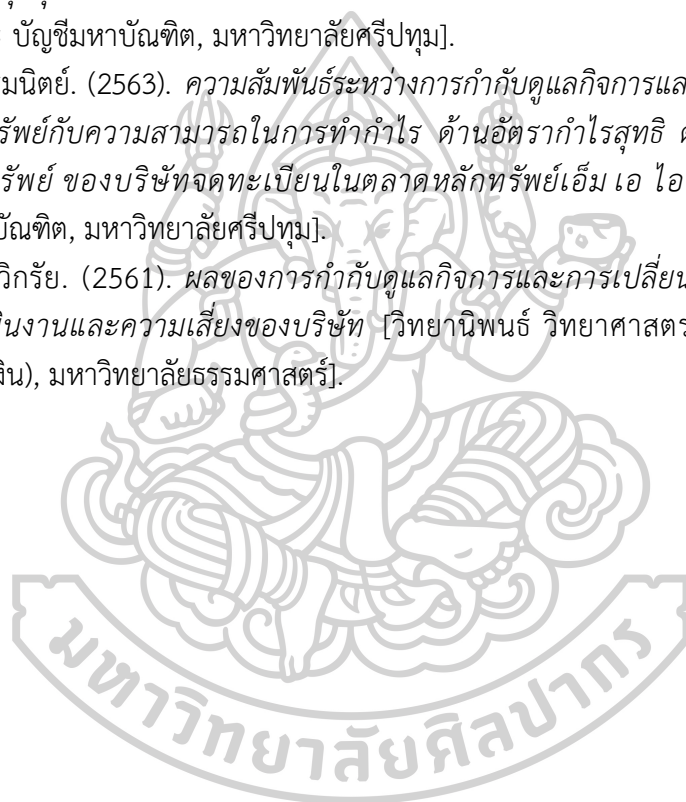 บัญชีมหาบัณฑิต, มหาวิทยาลัยศรีปทุม].
มนิตย์. (2563). ความสัมพันธ์ระหว่างการกำกับดูแลกิจการแล
รัพย์กับความสามารถในการทำกำไร ด้านอัตรากำไรสุทธิ
รัพย์ ของบริษัทจดทะเบียนในตลาดหลักทรัพย์เอ็ม เอ ไอ
บัณฑิต, มหาวิทยาลัยศรีปทุม].
วิกรัย. (2561). ผลของการกำกับดูแลกิจการและการเปลี่ยน
นงานและความเสี่ยงของบริษัท [วิทยานิพนธ์ วิทยาศาสตร
งิน), มหาวิทยาลัยธรรมศาสตร์].
มหาวิทยาลัยศิลปากร